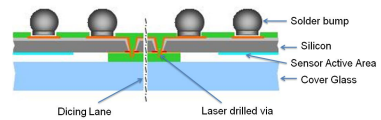 Solder bump
Silicon
Sensor Active Area
Cover Glass
Dicing Lane
Laser drilled via